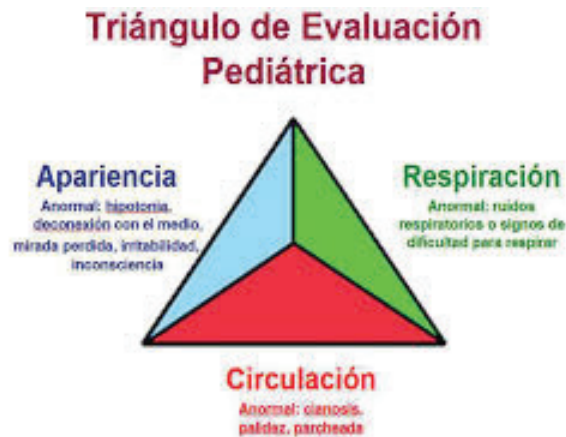 Triángulo de Evaluación
Pediátrica
Apariencia
Anormal: hipotonia,
deconexión con el medio,
mirada perdida, irritabilidad,
inconsciencia
Respiración
Anormal: ruidos
respiratorios o signos de
dificultad para respirar
Circulación
Anormal: cianosis,
palidez, parcheada